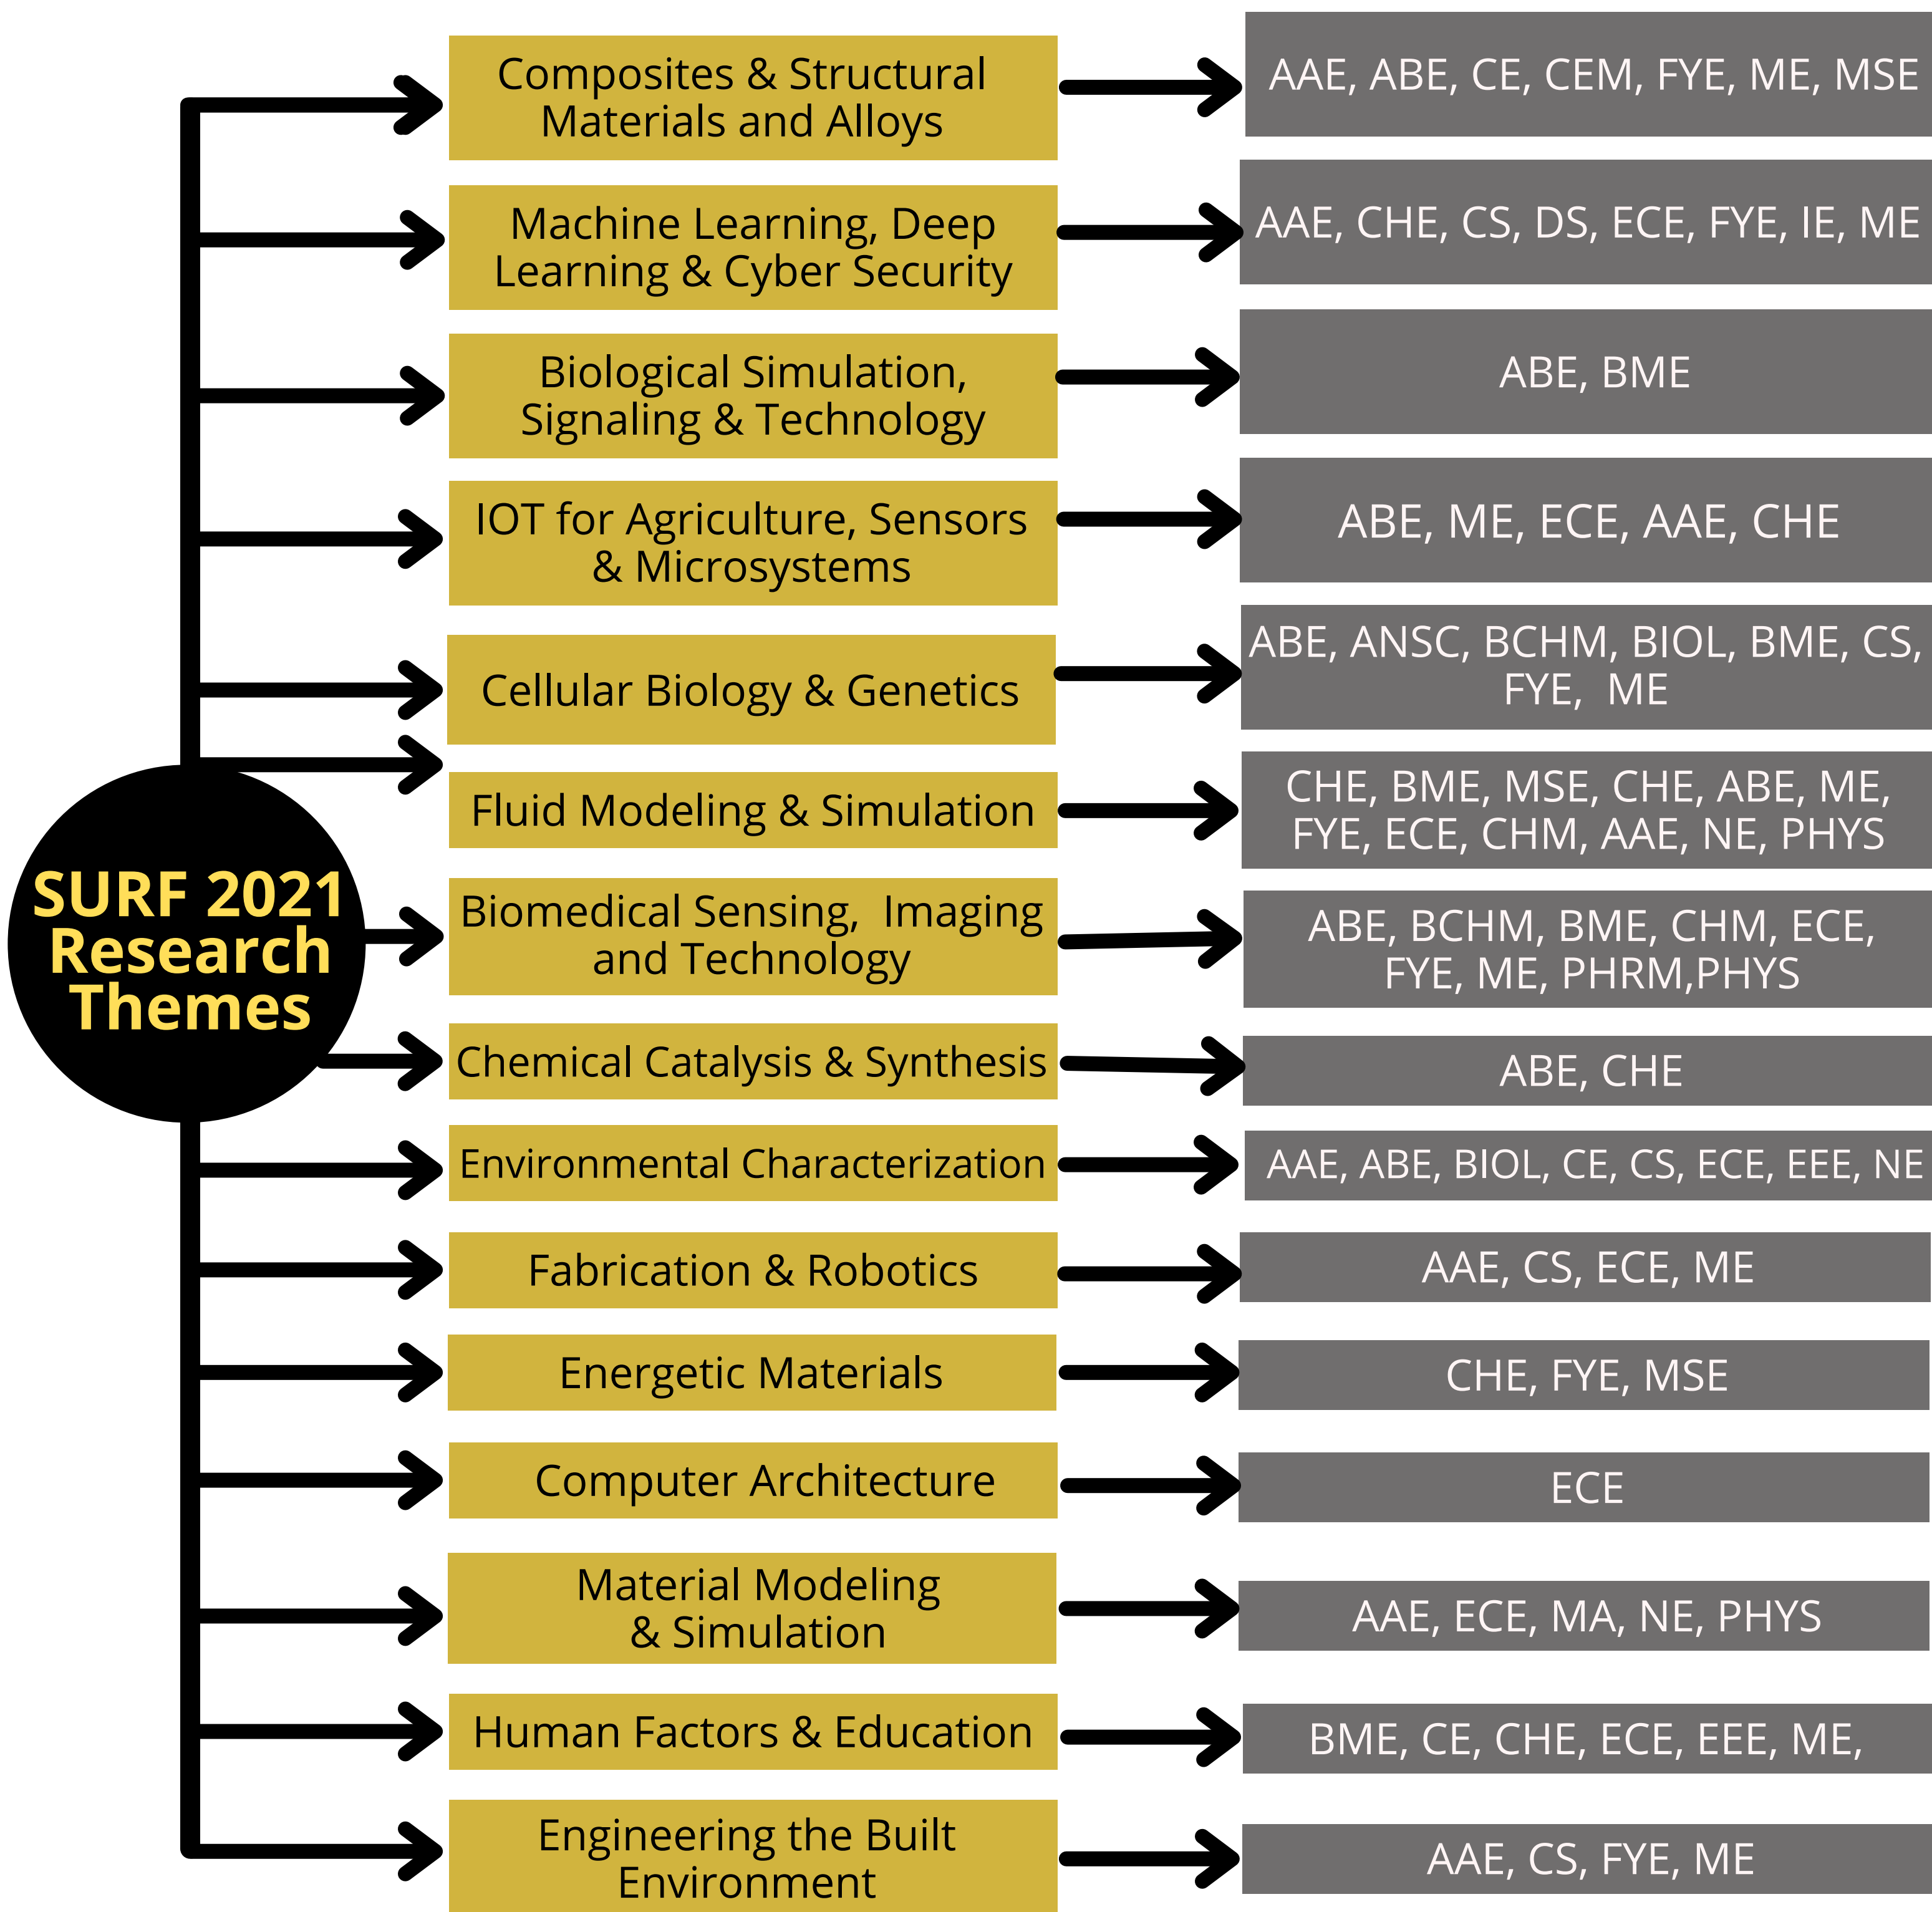 SURF 2021
Research
Themes
Composites & Structural
Materials and Alloys
AAE, ABE, CE, CEM, FYE, ME, MSE
Machine Learning, Deep
Learning & Cyber Security
AAE, CHE, CS, DS, ECE, FYE, IE, ME
Biological Simulation,
Signaling & Technology
ABE, BME
IOT for Agriculture, Sensors
& Microsystems
ABE, ME, ECE, AAE, CHE
Cellular Biology & Genetics
ABE, ANSC, BCHM, BIOL, BME, CS,
FYE, ME
Fluid Modeling & Simulation
CHE, BME, MSE, CHE, ABE, ME,
FYE, ECE, CHM, AAE, NE, PHYS
Biomedical Sensing, Imaging
and Technology
ABE, BCHM, BME, CHM, ECE,
FYE, ME, PHRM,PHYS
Chemical Catalysis & Synthesis
ABE, CHE
Environmental Characterization
AAE, ABE, BIOL, CE, CS, ECE, EEE, NE
Fabrication & Robotics
AAE, CS, ECE, ME
Energetic Materials
CHE, FYE, MSE
Computer Architecture
ECE
Material Modeling
& Simulation
AAE, ECE, MA, NE, PHYS
Human Factors & Education
BME, CE, CHE, ECE, EEE, ME,
Engineering the Built
Environment
AAE, CS, FYE, ME